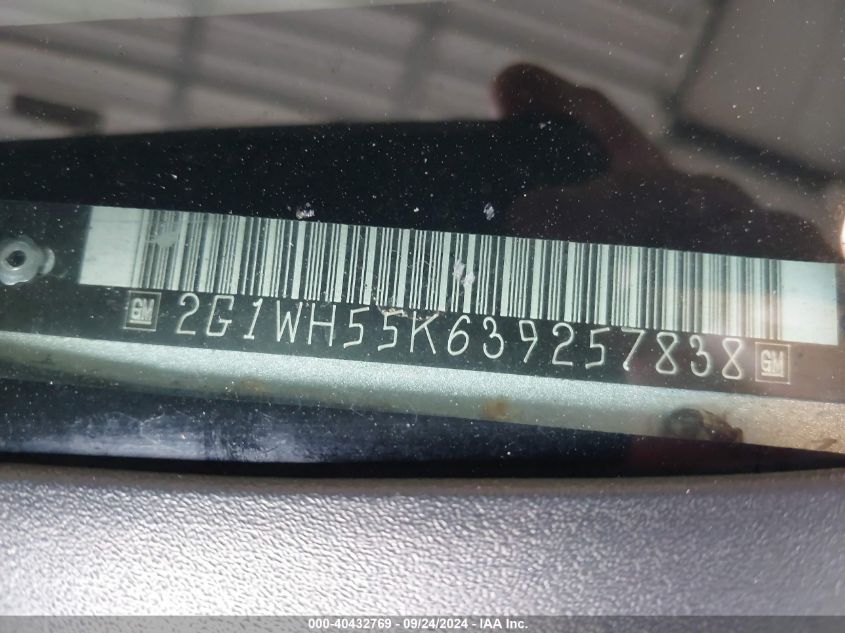 GM 2G1WH55K639257838 GM
000-40432769 - 09/24/2024 - IAA Inc.